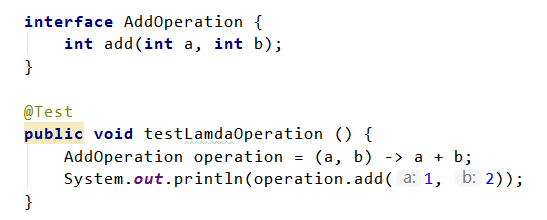 interface AddOperation {
    int add(int a, int b);
}
@Test
public void testLamdaOperation () {
    AddOperation operation = (a, b) -> a + b;
    System.out.println(operation.add( a: 1, b: 2));
}